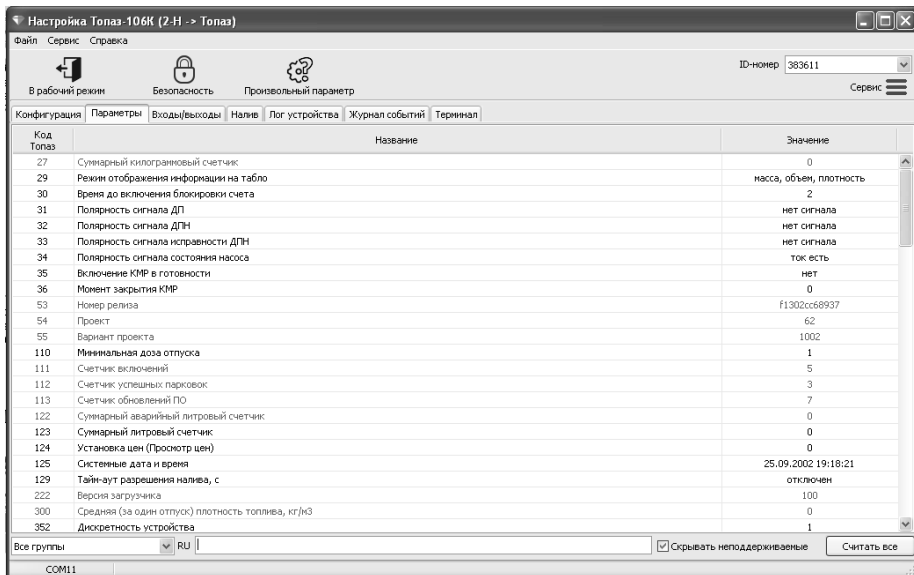 Настройка Топаз-106К (2-Н -> Топаз)
Файл Сервис Справка
В рабочий режим Безопасность Произвольный параметр
ID-номер 383611
Сервис
Конфигурация Параметры Входы/выходы Налив Лог устройства Журнал событий Терминал
Код Топаз Название Значение
27 Суммарный килограммовый счетчик 0
29 Режим отображения информации на табло масса, объем, плотность
30 Время до включения блокировки счета 2
31 Полярность сигнала ДП нет сигнала
32 Полярность сигнала ДПН нет сигнала
33 Полярность сигнала исправности ДПН нет сигнала
34 Полярность сигнала состояния насоса ток есть
35 Включение КМР в готовности нет
36 Момент закрытия КМР 0
53 Номер релиза f1302cc68937
54 Проект 62
55 Вариант проекта 1002
110 Минимальная доза отпуска 1
111 Счетчик включений 5
112 Счетчик успешных парковок 3
113 Счетчик обновлений ПО 7
122 Суммарный аварийный литровый счетчик 0
123 Суммарный литровый счетчик 0
124 Установка цен (Просмотр цен) 0
125 Системные дата и время 25.09.2002 19:18:21
129 Тайм-аут разрешения налива, с отключен
222 Версия загрузчика 100
300 Средняя (за один отпуск) плотность топлива, кг/м3 0
352 Дискретность устройства 1
Все группы RU Скрывать неподдерживаемые Считать все
COM11